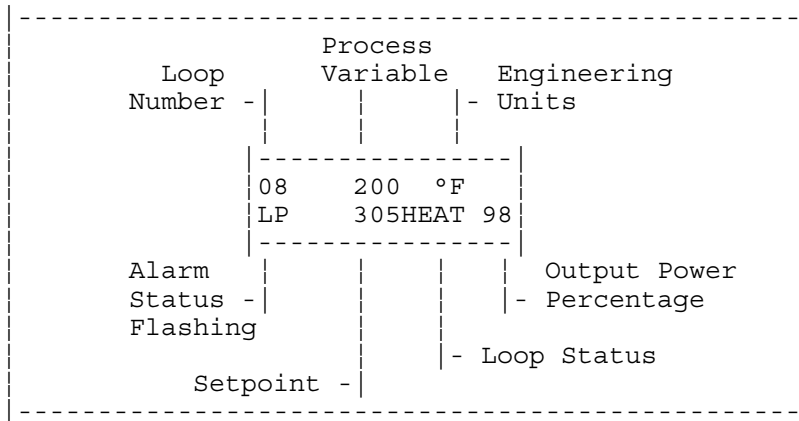 Process
Loop Variable Engineering
Number - Units
08 200 °F
LP 305HEAT 98
Alarm Output Power
Status - Percentage
Flashing
Loop Status
Setpoint -